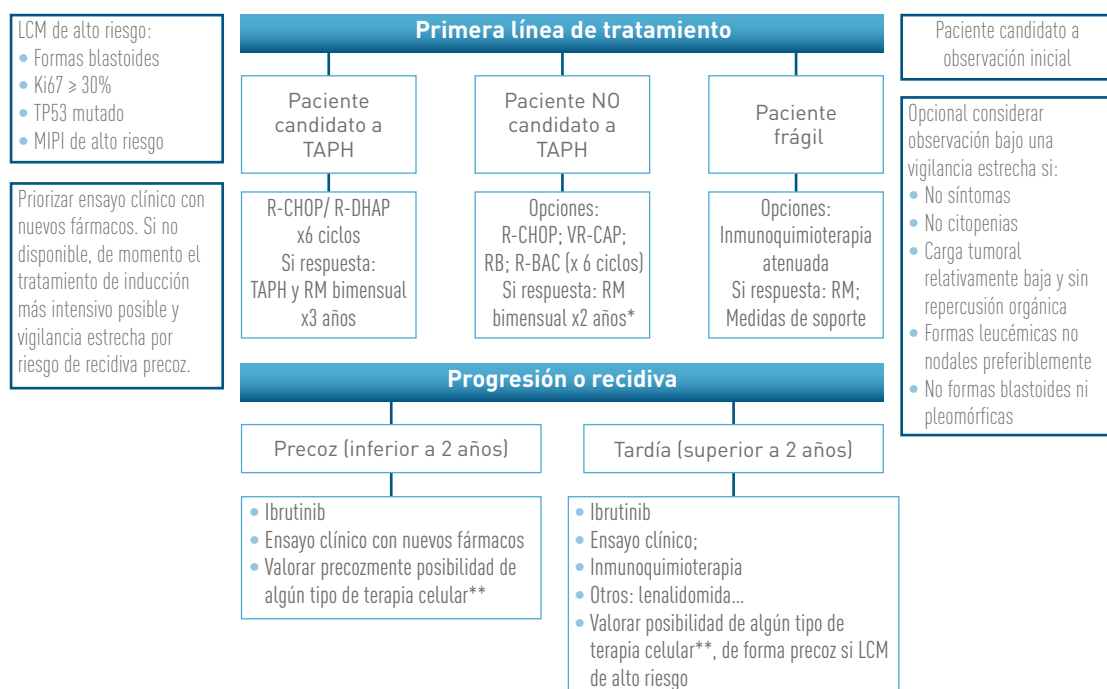 LCM de alto riesgo:
• Formas blastoides
• Ki67 ≥ 30%
• TP53 mutado
• MIPI de alto riesgo
Priorizar ensayo clínico con
nuevos fármacos. Si no
disponible, de momento el
tratamiento de inducción
más intensivo posible y
vigilancia estrecha por
riesgo de recidiva precoz.
Primera línea de tratamiento
Paciente
candidato a
TAPH
R-CHOP/ R-DHAP
x6 ciclos
Si respuesta:
TAPH y RM bimensual
x3 años
Paciente NO
candidato a
TAPH
Opciones:
R-CHOP; VR-CAP;
RB; R-BAC (x 6 ciclos)
Si respuesta: RM
bimensual x2 años*
Paciente
frágil
Opciones:
Inmunoquimioterapia
atenuada
Si respuesta: RM;
Medidas de soporte
Paciente candidato a
observación inicial
Opcional considerar
observación bajo una
vigilancia estrecha si:
• No síntomas
• No citopenias
• Carga tumoral
relativamente baja y sin
repercusión orgánica
• Formas leucémicas no
nodales preferiblemente
• No formas blastoides ni
pleomórficas
Progresión o recidiva
Precoz (inferior a 2 años)
• Ibrutinib
• Ensayo clínico con nuevos fármacos
• Valorar precozmente posibilidad de
algún tipo de terapia celular**
Tardía (superior a 2 años)
• Ibrutinib
• Ensayo clínico;
• Inmunoquimioterapia
• Otros: lenalidomida...
• Valorar posibilidad de algún tipo de
terapia celular**, de forma precoz si LCM
de alto riesgo